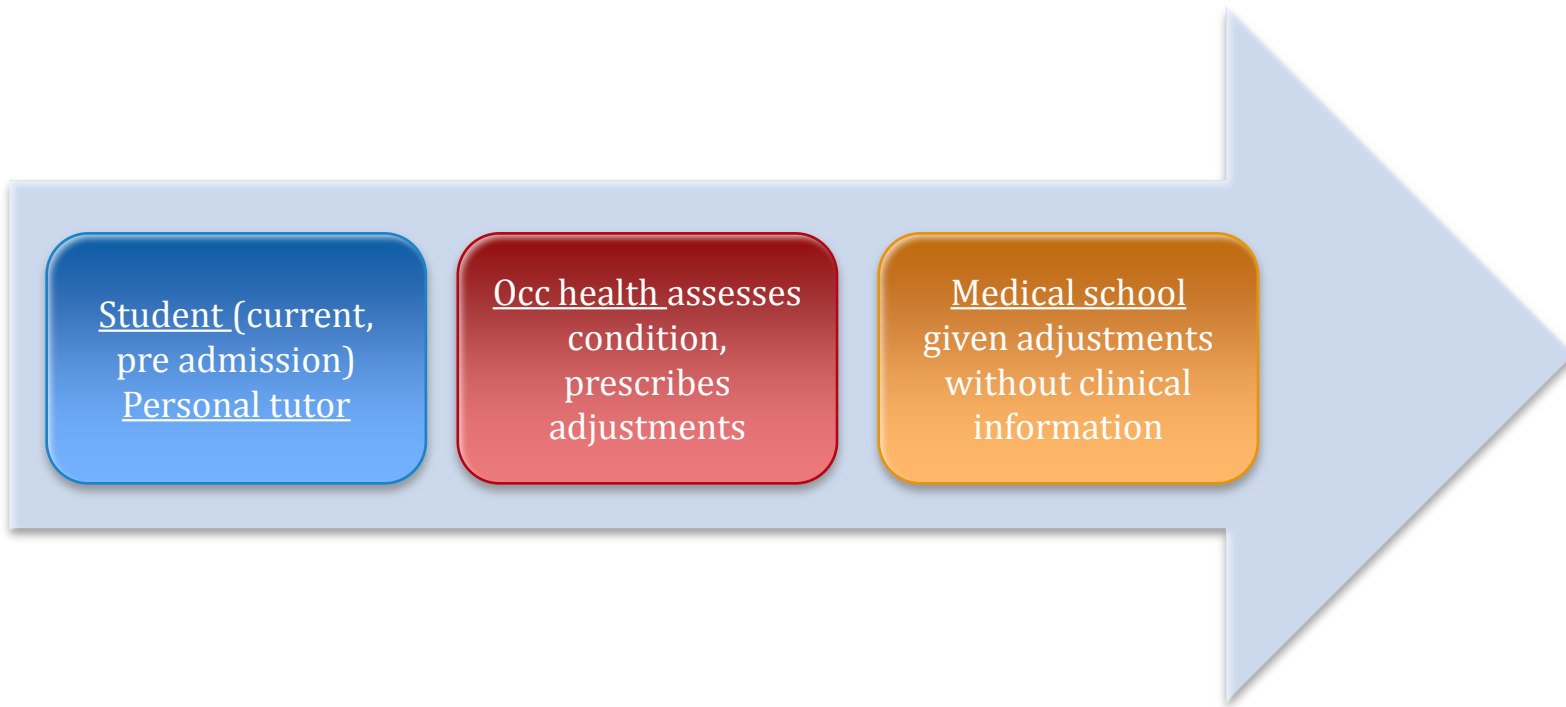 Student (current,
pre admission)
Personal tutor
Occ health assesses
condition,
prescribes
adjustments
Medical school
given adjustments
without clinical
information